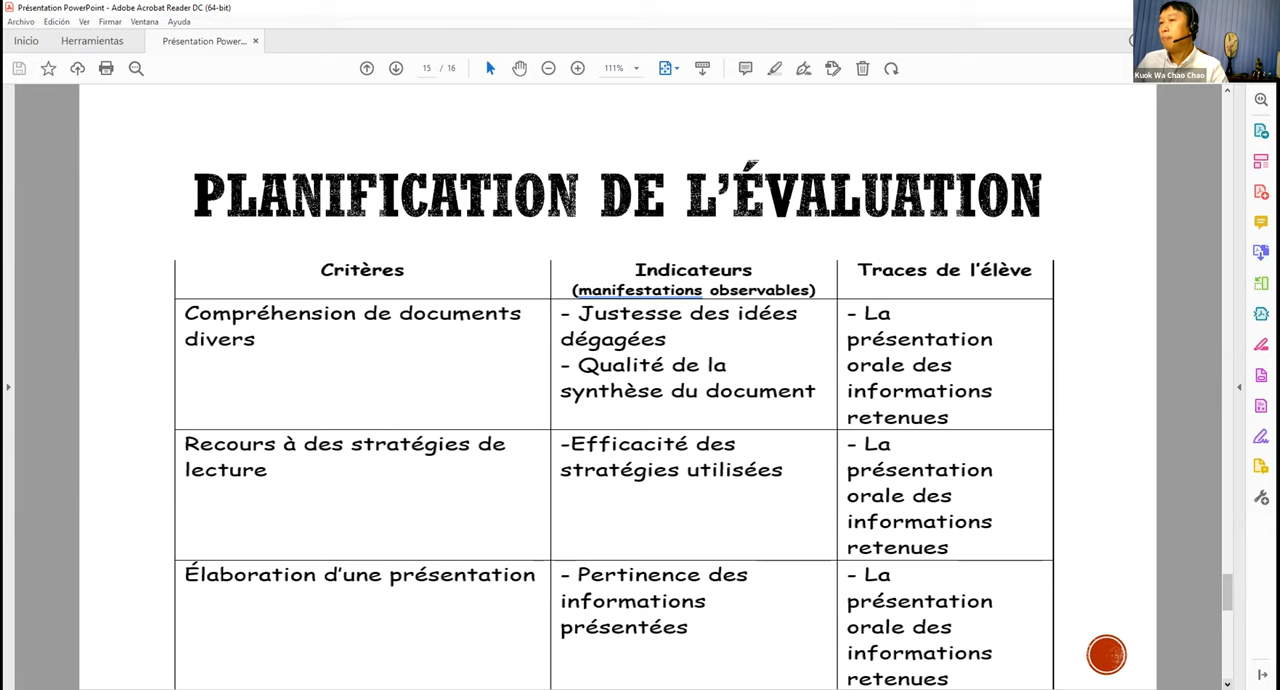 Présentation PowerPoint - Adobe Acrobat Reader DC (64-bit)
Archivo Edición Ver Firmar Ventana Ayuda
Inicio Herramientas Présentation Power... ×
15 / 16 111%
Kuok Wa Chao Chao
PLANIFICATION DE L'ÉVALUATION
Critères
Indicateurs
(manifestations observables)
Traces de l'élève
Compréhension de documents
divers
- Justesse des idées
dégagées
- Qualité de la
synthèse du document
- La
présentation
orale des
informations
retenues
Recours à des stratégies de
lecture
-Efficacité des
stratégies utilisées
- La
présentation
orale des
informations
retenues
Élaboration d'une présentation
- Pertinence des
informations
présentées
- La
présentation
orale des
informations
retenues